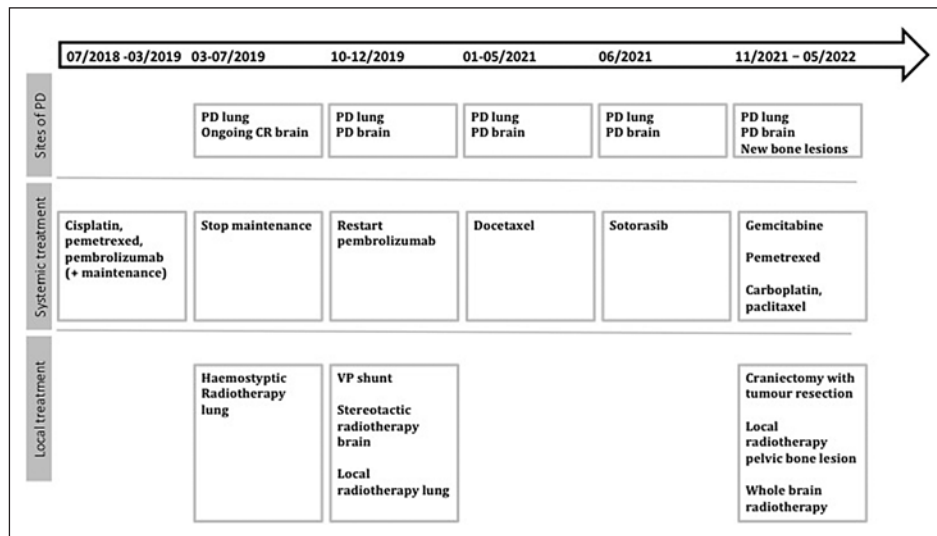 07/2018 -03/2019 03-07/2019 10-12/2019 01-05/2021 06/2021 11/2021 – 05/2022
Sites of PD
PD lung
Ongoing CR brain
PD lung
PD brain
PD lung
PD brain
PD lung
PD brain
PD lung
PD brain
New bone lesions
Systemic treatment
Cisplatin,
pemetrexed,
pembrolizumab
(+ maintenance)
Stop maintenance
Restart
pembrolizumab
Docetaxel
Sotorasib
Gemcitabine
Pemetrexed
Carboplatin,
paclitaxel
Local treatment
Haemostyptic
Radiotherapy
lung
VP shunt
Stereotactic
radiotherapy
brain
Local
radiotherapy lung
Craniectomy with
tumour resection
Local
radiotherapy
pelvic bone lesion
Whole brain
radiotherapy